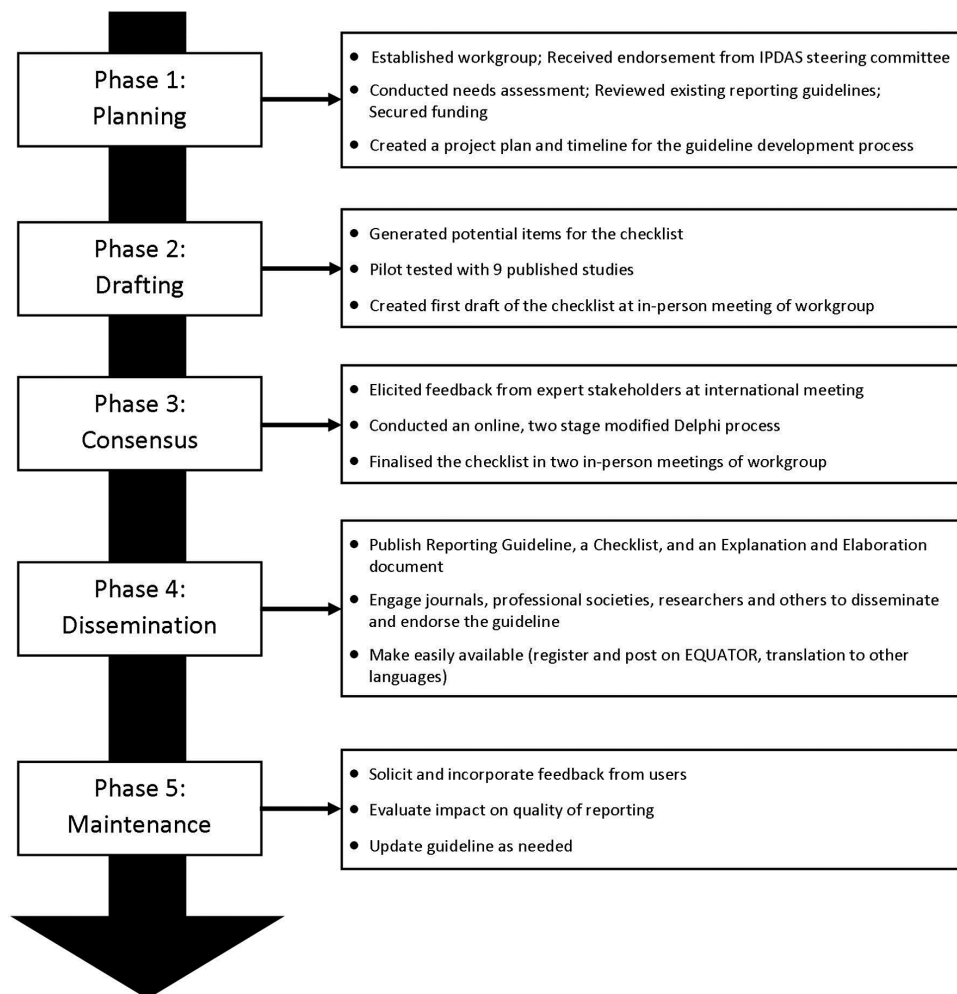 Phase 1:
Planning
● Established workgroup; Received endorsement from IPDAS steering committee
● Conducted needs assessment; Reviewed existing reporting guidelines;
Secured funding
● Created a project plan and timeline for the guideline development process
Phase 2:
Drafting
● Generated potential items for the checklist
● Pilot tested with 9 published studies
● Created first draft of the checklist at in-person meeting of workgroup
Phase 3:
Consensus
● Elicited feedback from expert stakeholders at international meeting
● Conducted an online, two stage modified Delphi process
● Finalised the checklist in two in-person meetings of workgroup
Phase 4:
Dissemination
● Publish Reporting Guideline, a Checklist, and an Explanation and Elaboration
document
● Engage journals, professional societies, researchers and others to disseminate
and endorse the guideline
● Make easily available (register and post on EQUATOR, translation to other
languages)
Phase 5:
Maintenance
● Solicit and incorporate feedback from users
● Evaluate impact on quality of reporting
● Update guideline as needed